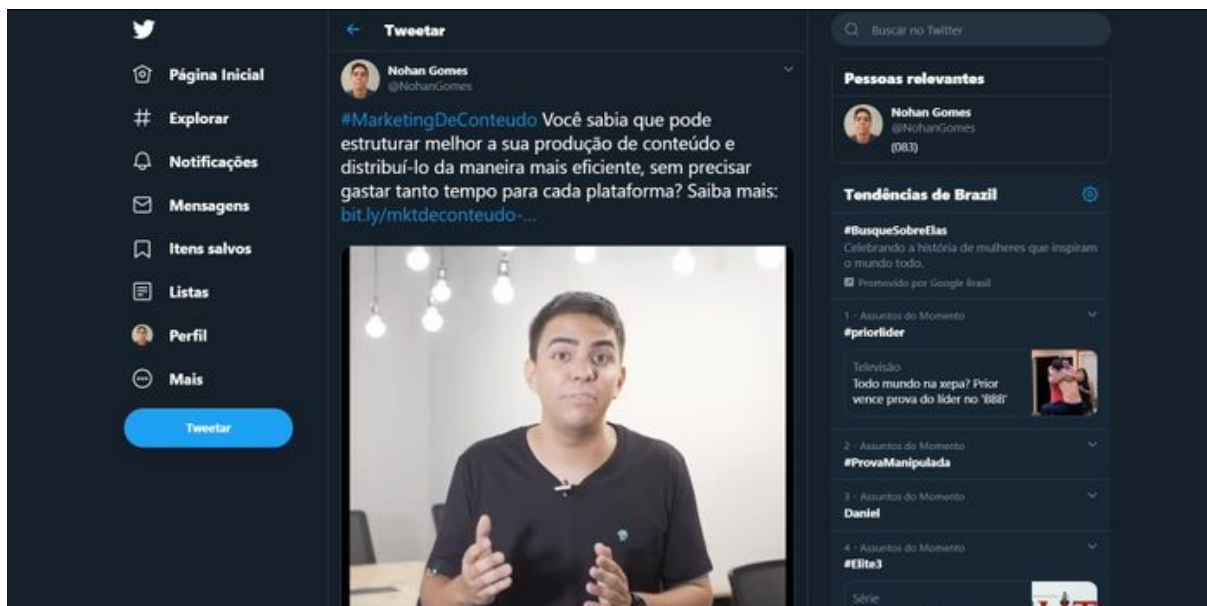 Página Inicial
Explorar
Notificações
Mensagens
Itens salvos
Listas
Perfil
Mais
Tweetar
Tweetar
Nohan Gomes
@NohanGomes
#MarketingDeConteudo Você sabia que pode
estruturar melhor a sua produção de conteúdo e
distribuí-lo da maneira mais eficiente, sem precisar
gastar tanto tempo para cada plataforma? Saiba mais:
bit.ly/mktdeconteudo-...
Buscar no Twitter
Pessoas relevantes
Nohan Gomes
@NohanGomes
(083)
Tendências de Brazil
#BusqueSobreElas
Celebrando a história de mulheres que inspiram
o mundo todo.
Promovido por Google Brasil
1 · Assuntos do Momento
#priorlider
Televisão
Todo mundo na xepa? Prior
vence prova do líder no 'BBB'
2 · Assuntos do Momento
#ProvaManipulada
3 · Assuntos do Momento
Daniel
4 · Assuntos do Momento
#Elite3
Série